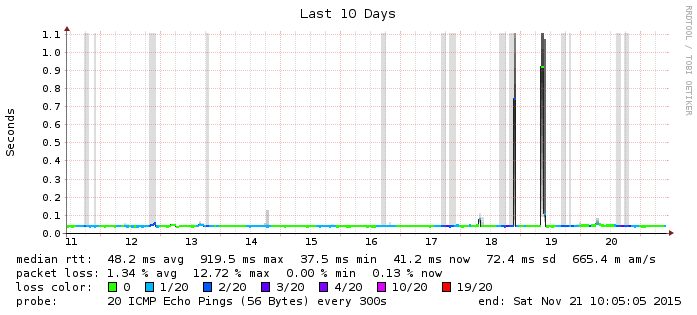 Last 10 Days
RRDTOOL / TOBI OETIKER
Seconds
1.1
1.0
0.9
0.8
0.7
0.6
0.5
0.4
0.3
0.2
0.1
0.0
11 12 13 14 15 16 17 18 19 20
median rtt: 48.2 ms avg 919.5 ms max 37.5 ms min 41.2 ms now 72.4 ms sd 665.4 m am/s
packet loss: 1.34 % avg 12.72 % max 0.00 % min 0.13 % now
loss color: 0 1/20 2/20 3/20 4/20 10/20 19/20
probe: 20 ICMP Echo Pings (56 Bytes) every 300s end: Sat Nov 21 10:05:05 2015